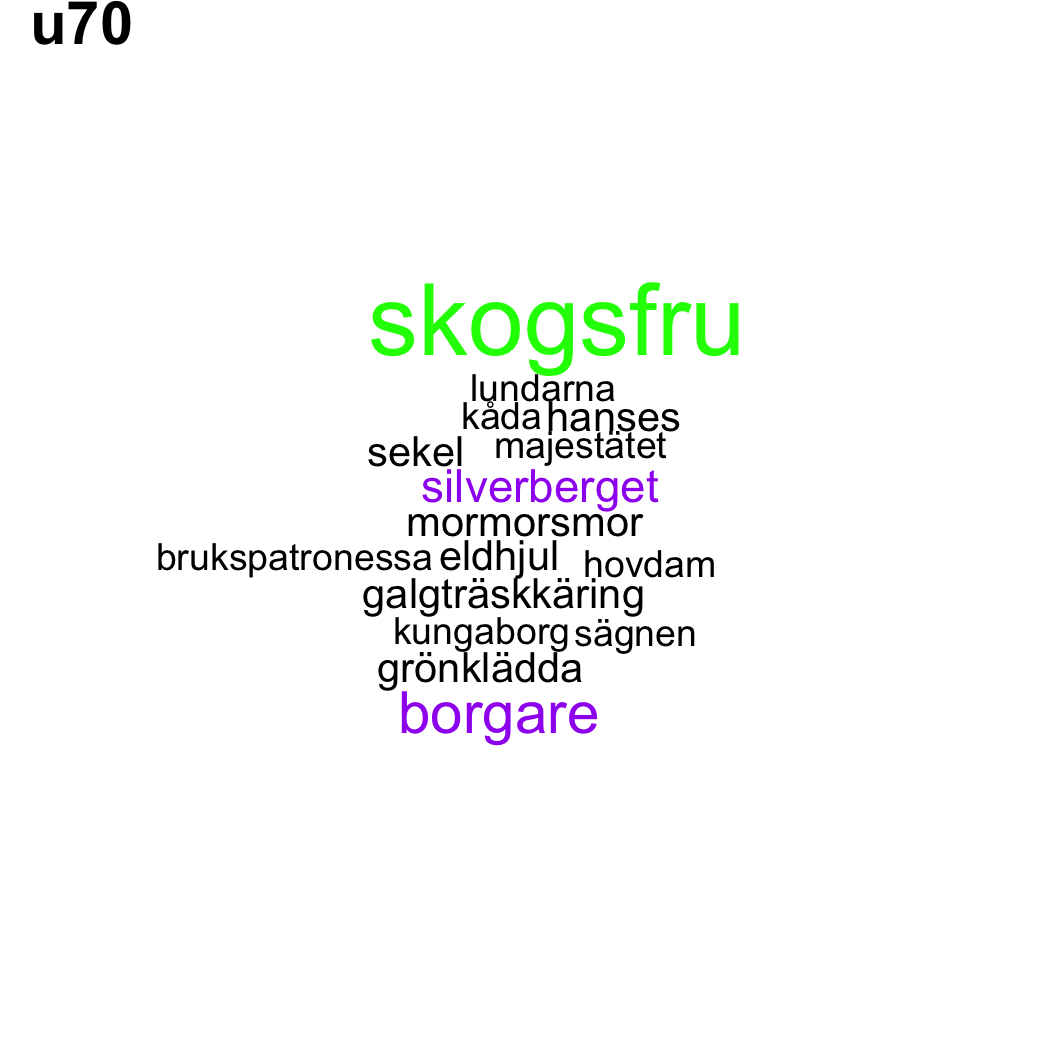 u70
skogsfru
lundarna
kåda hanses
sekel majestätet
silverberget
mormorsmor
brukspatronessa eldhjul hovdam
galgträskkäring
kungaborg sägnen
grönklädda
borgare